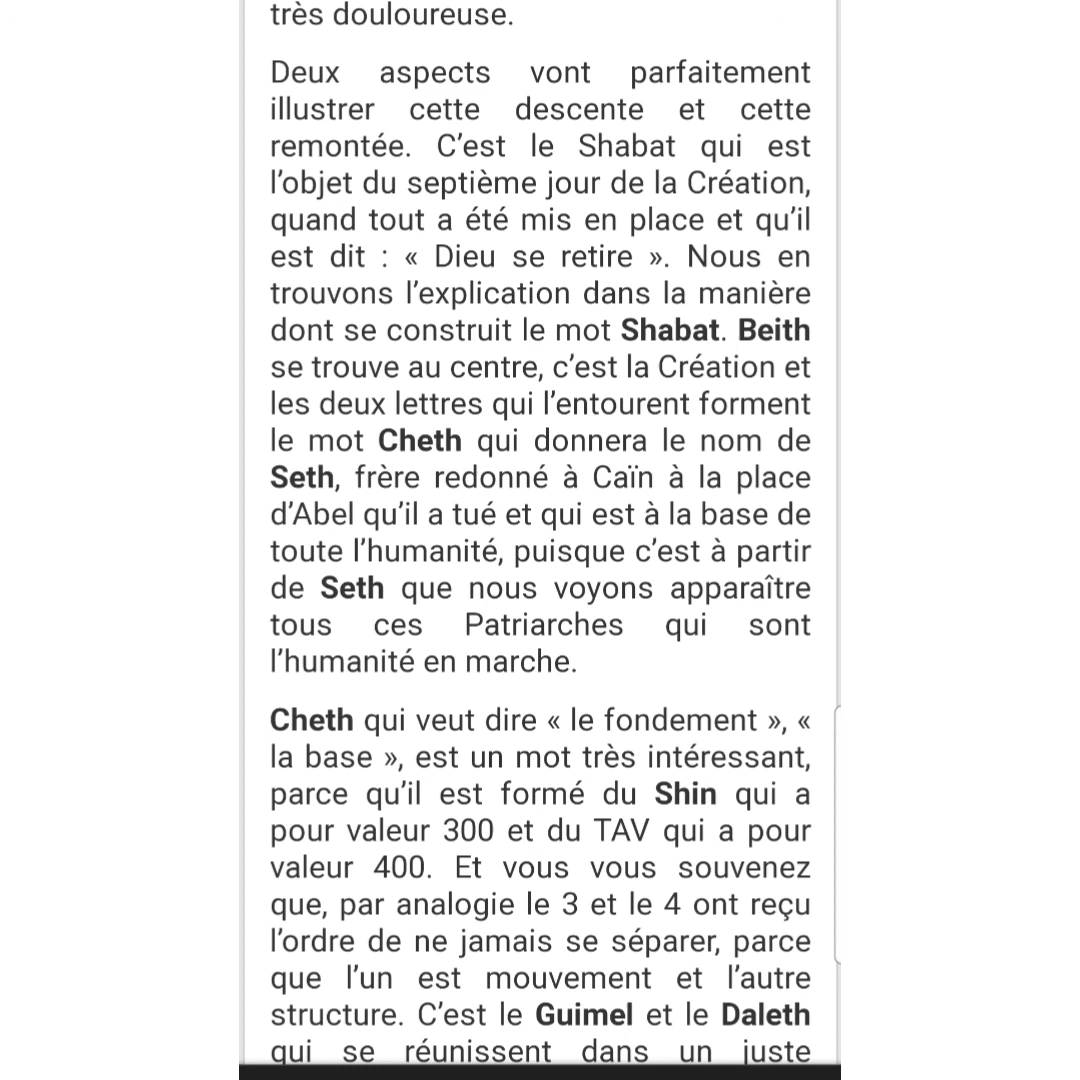 très douloureuse.
Deux aspects vont parfaitement
illustrer cette descente et cette
remontée. C’est le Shabat qui est
l’objet du septième jour de la Création,
quand tout a été mis en place et qu’il
est dit : « Dieu se retire ». Nous en
trouvons l’explication dans la manière
dont se construit le mot Shabat. Beith
se trouve au centre, c’est la Création et
les deux lettres qui l’entourent forment
le mot Cheth qui donnera le nom de
Seth, frère redonné à Caïn à la place
d’Abel qu’il a tué et qui est à la base de
toute l’humanité, puisque c’est à partir
de Seth que nous voyons apparaître
tous ces Patriarches qui sont
l’humanité en marche.
Cheth qui veut dire « le fondement », «
la base », est un mot très intéressant,
parce qu’il est formé du Shin qui a
pour valeur 300 et du TAV qui a pour
valeur 400. Et vous vous souvenez
que, par analogie le 3 et le 4 ont reçu
l’ordre de ne jamais se séparer, parce
que l’un est mouvement et l’autre
structure. C’est le Guimel et le Daleth
qui se réunissent dans un juste